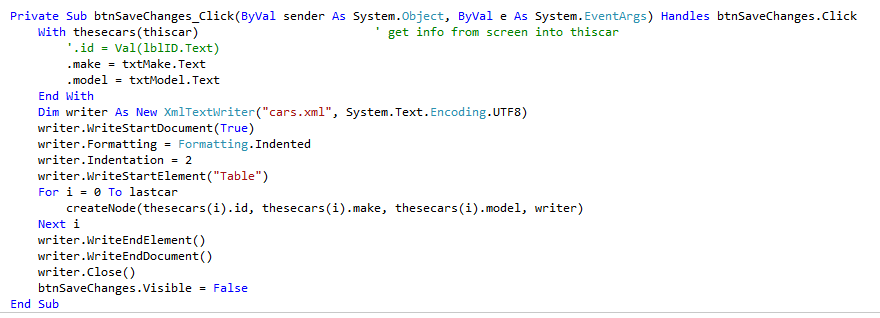 Private Sub btnSaveChanges_Click(ByVal sender As System.Object, ByVal e As System.EventArgs) Handles btnSaveChanges.Click
    With thesecars(thiscar)                         ' get info from screen into thiscar
        '.id = Val(lblID.Text)
        .make = txtMake.Text
        .model = txtModel.Text
    End With
    Dim writer As New XmlTextWriter("cars.xml", System.Text.Encoding.UTF8)
    writer.WriteStartDocument(True)
    writer.Formatting = Formatting.Indented
    writer.Indentation = 2
    writer.WriteStartElement("Table")
    For i = 0 To lastcar
        createNode(thesecars(i).id, thesecars(i).make, thesecars(i).model, writer)
    Next i
    writer.WriteEndElement()
    writer.WriteEndDocument()
    writer.Close()
    btnSaveChanges.Visible = False
End Sub